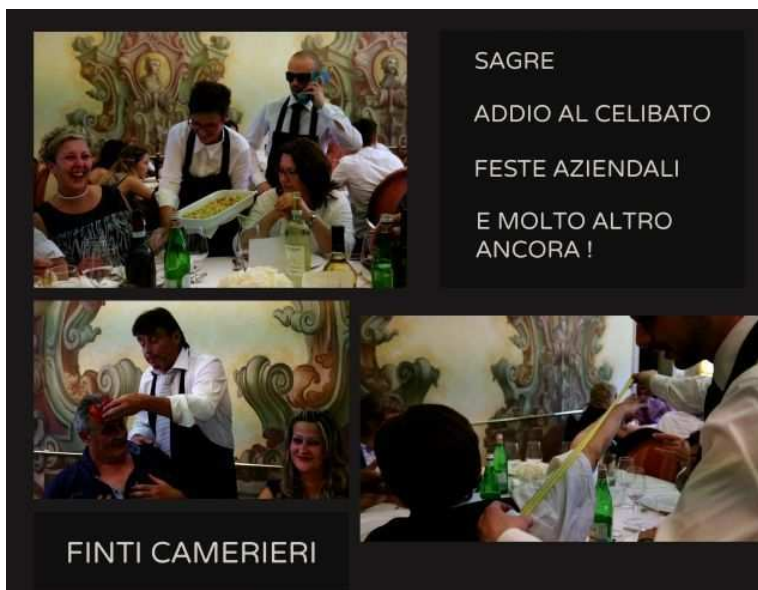 SAGRE
ADDIO AL CELIBATO
FESTE AZIENDALI
E MOLTO ALTRO
ANCORA !
FINTI CAMERIERI